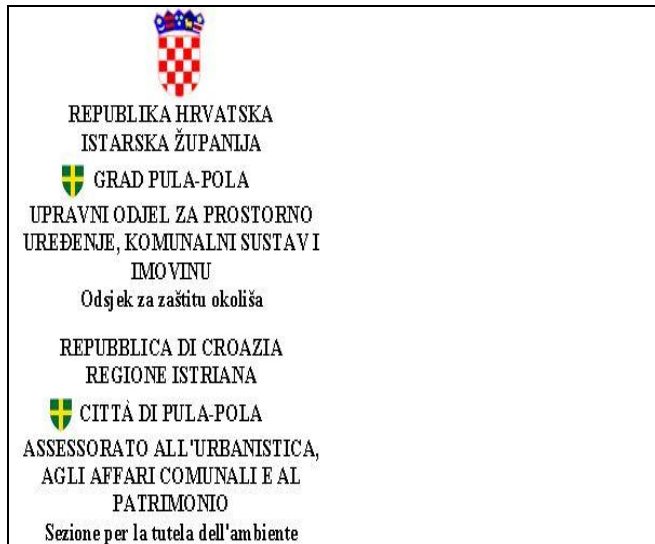 REPUBLIKA HRVATSKA
ISTARSKA ŽUPANIJA
GRAD PULA-POLA
UPRAVNI ODJEL ZA PROSTORNO
UREĐENJE, KOMUNALNI SUSTAV I
IMOVINU
Odsjek za zaštitu okoliša
REPUBBLICA DI CROAZIA
REGIONE ISTRIANA
CITTÀ DI PULA-POLA
ASSESSORATO ALL'URBANISTICA,
AGLI AFFARI COMUNALI E AL
PATRIMONIO
Sezione per la tutela dell'ambiente